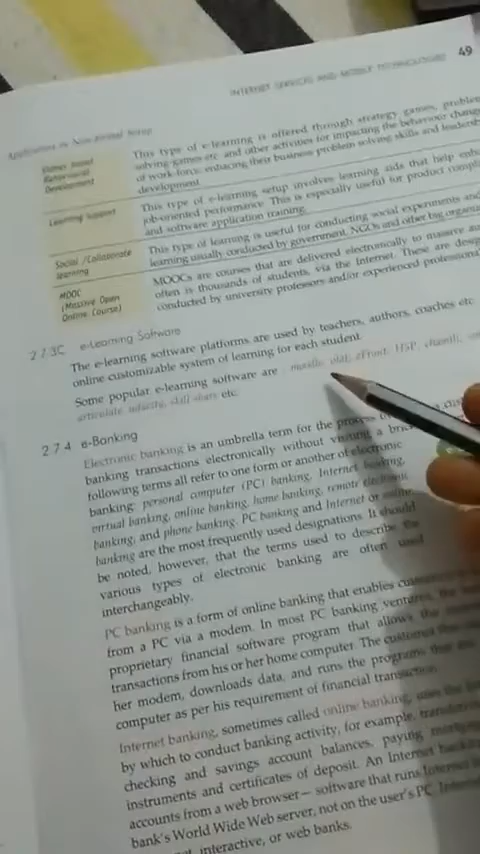 INTERNET SERVICES AND MOBILE TECHNOLOGIES 49
Application in Non-formal Setup
Games based
Behavioral
Development
This type of e-learning is offered through strategy games, problem
solving-games etc and other activities for impacting the behaviour change
of work-force, enhancing their business problem solving skills and leadership
development
Learning support
This type of e-learning setup involves learning aids that help
job-oriented performance. This is especially useful for product
and software application training.
Social /Collaborate
learning
This type of learning is useful for conducting social experiments and
learning usually conducted by government, NGOs and other big
MOOC
(Massive Open
Online Course)
MOOCs are courses that are delivered electronically to massive
often is thousands of students, via the Internet. These are
conducted by university professors and/or experienced professionals
2.7.3C e-Learning Software
The e-learning software platforms are used by teachers, authors, coaches etc
online customizable system of learning for each student.
Some popular e-learning software are : moodle, olat, eFront, HSP,
articulate, udacity, skill share etc.
2.7.4 e-Banking
Electronic banking is an umbrella term for the process
banking transactions electronically without visiting a
following terms all refer to one form or another of electronic
banking: personal computer (PC) banking, Internet banking,
virtual banking, online banking, home banking, remote electronic
banking, and phone banking. PC banking and Internet or online
banking are the most frequently used designations. It should
be noted, however, that the terms used to describe the
various types of electronic banking are often used
interchangeably.
PC banking is a form of online banking that enables
from a PC via a modem. In most PC banking ventures, the
proprietary financial software program that allows the
transactions from his or her home computer. The customer
her modem, downloads data, and runs the programs that
computer as per his requirement of financial transaction.
Internet banking, sometimes called online banking, uses the
by which to conduct banking activity, for example,
checking and savings account balances, paying
instruments and certificates of deposit. An Internet banking
accounts from a web browser— software that runs Internet
bank's World Wide Web server, not on the user's PC.
interactive, or web banks.